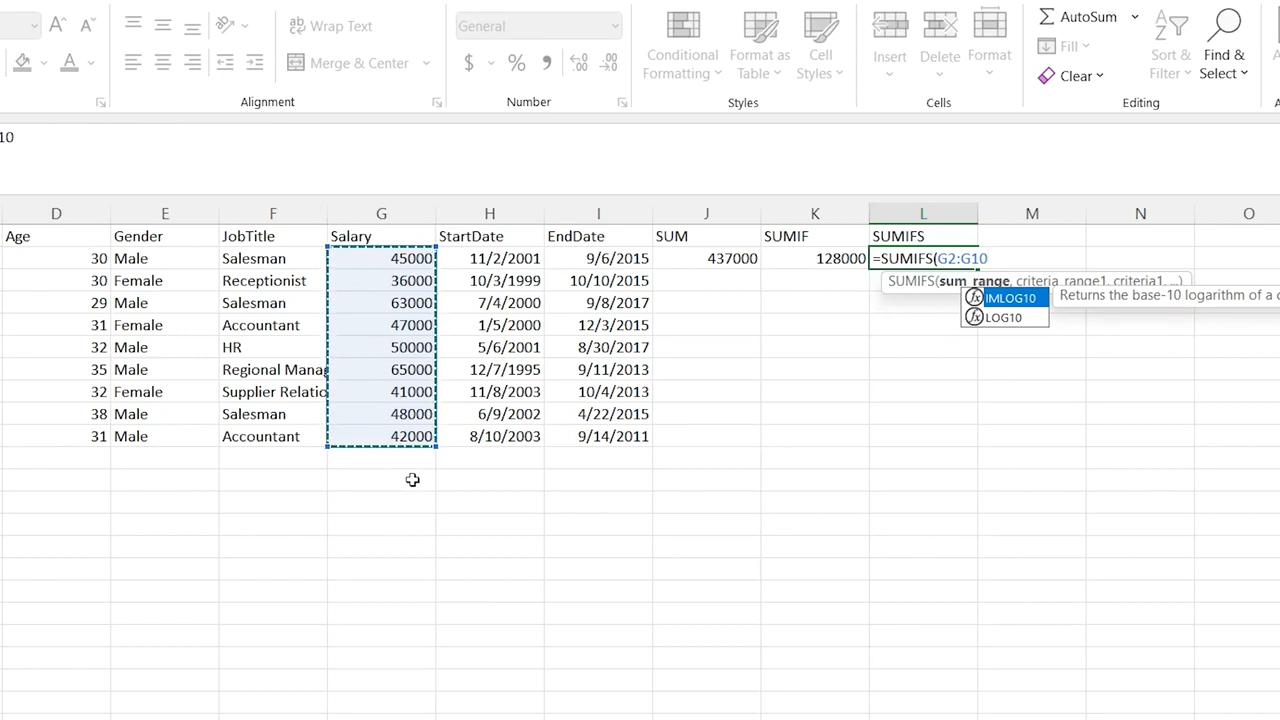 Wrap Text
General
AutoSum
Merge & Center
$ % ,
Conditional Formatting
Format as Table
Cell Styles
Insert
Delete
Format
Fill
Clear
Sort & Filter
Find & Select
Alignment
Number
Styles
Cells
Editing
10
D E F G H I J K L M N O
Age Gender JobTitle Salary StartDate EndDate SUM SUMIF SUMIFS
30 Male Salesman 45000 11/2/2001 9/6/2015 437000 128000 =SUMIFS(G2:G10
30 Female Receptionist 36000 10/3/1999 10/10/2015
SUMIFS(sum_range, criteria_range1, criteria1, ...)
29 Male Salesman 63000 7/4/2000 9/8/2017
IMLOG10 Returns the base-10 logarithm of a c
LOG10
31 Female Accountant 47000 1/5/2000 12/3/2015
32 Male HR 50000 5/6/2001 8/30/2017
35 Male Regional Manag 65000 12/7/1995 9/11/2013
32 Female Supplier Relatio 41000 11/8/2003 10/4/2013
38 Male Salesman 48000 6/9/2002 4/22/2015
31 Male Accountant 42000 8/10/2003 9/14/2011